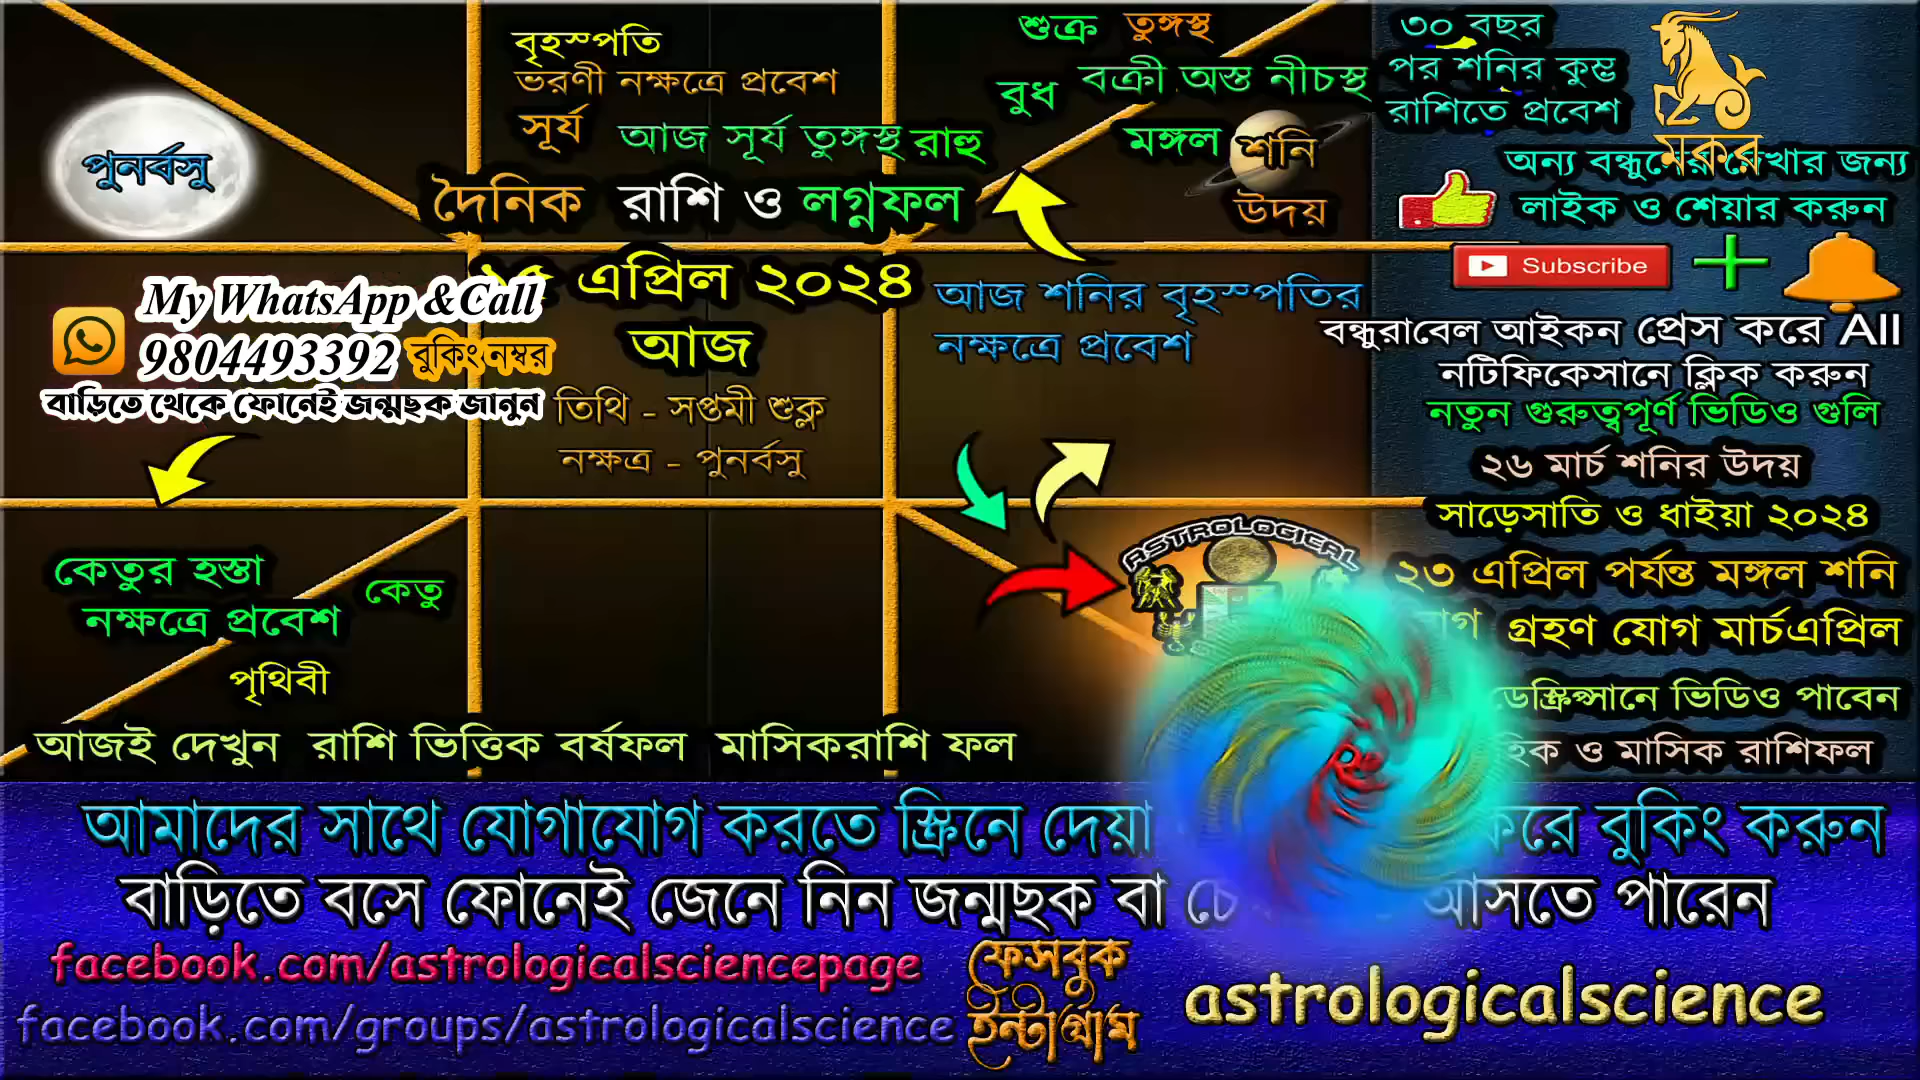 বৃহস্পতি
ভরণী নক্ষত্রে প্রবেশ
সূর্য
আজ সূর্য তুঙ্গস্থ
রাহু
শুক্র
তুঙ্গস্থ
বুধ
বক্রী অস্ত নীচস্থ
মঙ্গল
শনি
উদয়
পুনর্বসু
দৈনিক রাশি ও লগ্নফল
এপ্রিল ২০২৪
আজ
তিথি - সপ্তমী শুক্ল
নক্ষত্র - পুনর্বসু
My WhatsApp &Call
9804493392 বুকিং নম্বর
বাড়িতে থেকে ফোনেই জন্মছক জানুন
আজ শনির বৃহস্পতির
নক্ষত্রে প্রবেশ
কেতুর হস্তা
নক্ষত্রে প্রবেশ
কেতু
পৃথিবী
আজই দেখুন রাশি ভিত্তিক বর্ষফল মাসিকরাশি ফল
৩০ বছর
পর শনির কুম্ভ
রাশিতে প্রবেশ
মকর
অন্য বন্ধুদের দেখার জন্য
লাইক ও শেয়ার করুন
Subscribe
বন্ধুরাবেল আইকন প্রেস করে All
নটিফিকেসানে ক্লিক করুন
নতুন গুরুত্বপূর্ণ ভিডিও গুলি
২৬ মার্চ শনির উদয়
সাড়েসাতি ও ধাইয়া ২০২৪
২৩ এপ্রিল পর্যন্ত মঙ্গল শনি
গ্রহণ যোগ মার্চএপ্রিল
ডেস্ক্রিপ্সানে ভিডিও পাবেন
ও মাসিক রাশিফল
ASTROLOGICAL
আমাদের সাথে যোগাযোগ করতে স্ক্রিনে দেয়া করে বুকিং করুন
বাড়িতে বসে ফোনেই জেনে নিন জন্মছক বা আসতে পারেন
facebook.com/astrologicalsciencepage
facebook.com/groups/astrologicalscience
ফেসবুক
ইন্টাগ্রাম
astrologicalscience